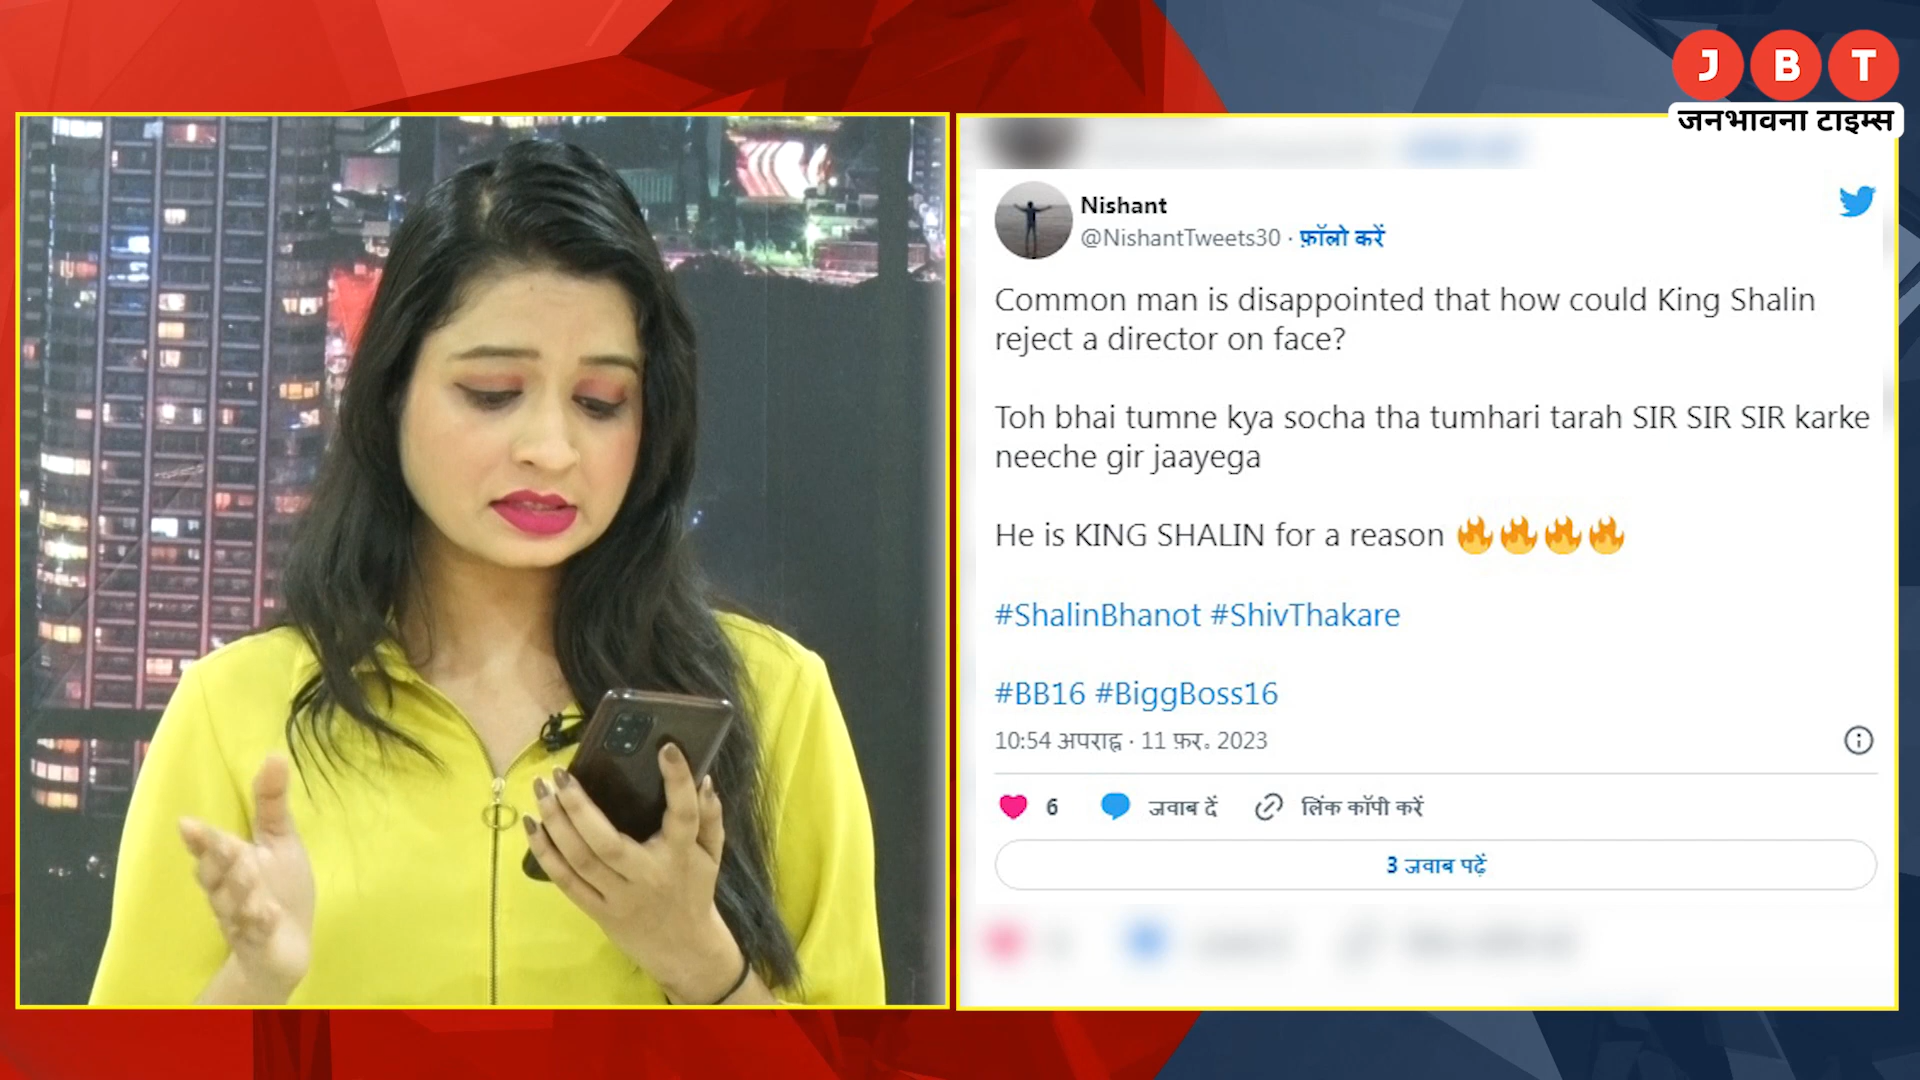 J B T
जनभावना टाइम्स
Nishant
@NishantTweets30 · फ़ॉलो करें
Common man is disappointed that how could King Shalin
reject a director on face?
Toh bhai tumne kya socha tha tumhari tarah SIR SIR SIR karke
neeche gir jaayega
He is KING SHALIN for a reason 🔥🔥🔥🔥
#ShalinBhanot #ShivThakare
#BB16 #BiggBoss16
10:54 अपराह्न · 11 फ़र॰ 2023
6 जवाब दें लिंक कॉपी करें
3 जवाब पढ़ें